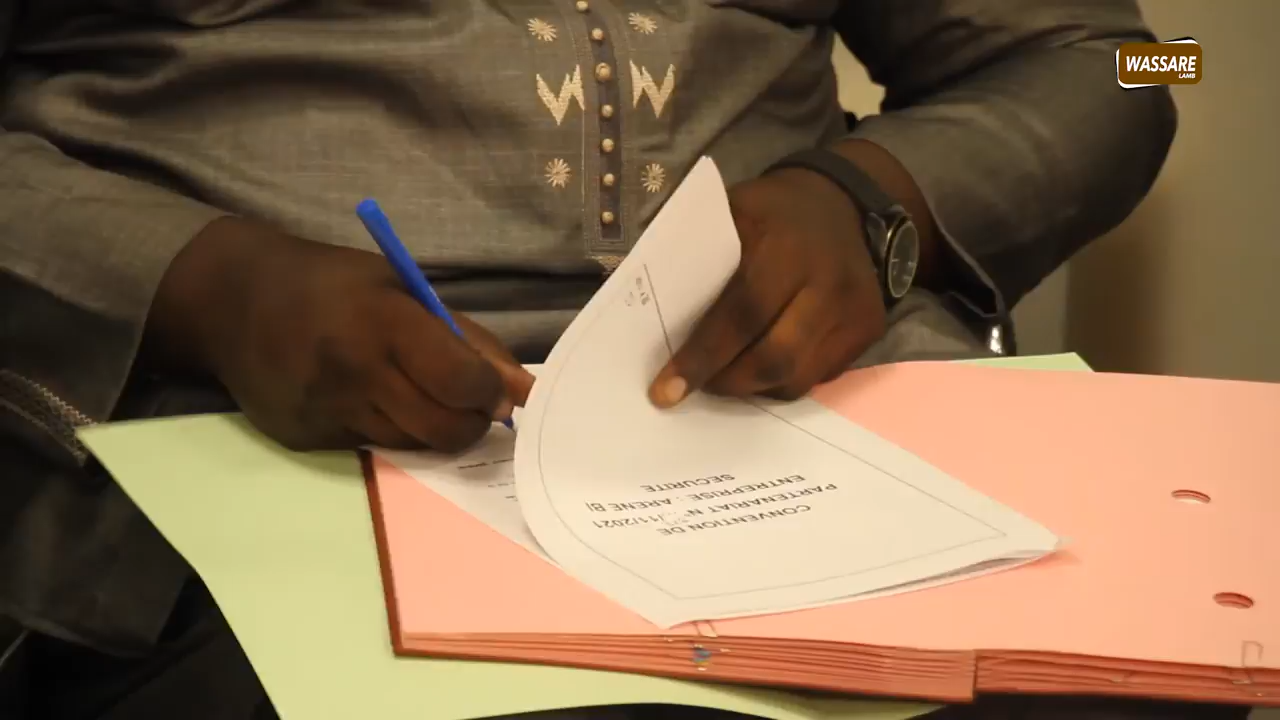 WASSARE
LAMB
CONVENTION DE
PARTENARIAT N° /11/2021
ENTREPRISE : ARENE BI
SECURITE